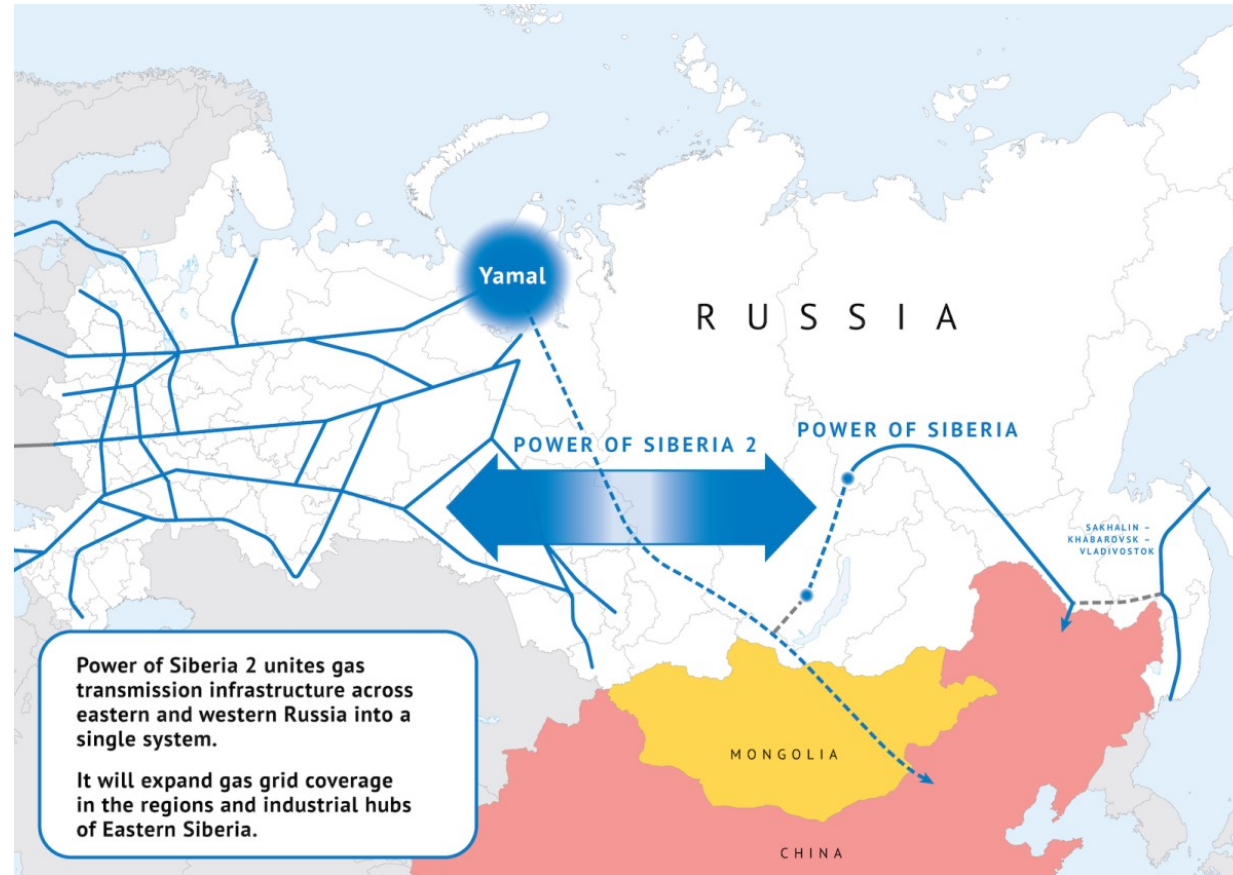 Yamal
RUSSIA
POWER OF SIBERIA 2
POWER OF SIBERIA
SAKHALIN –
KHABAROVSK –
VLADIVOSTOK
Power of Siberia 2 unites gas
transmission infrastructure across
eastern and western Russia into a
single system.
It will expand gas grid coverage
in the regions and industrial hubs
of Eastern Siberia.
MONGOLIA
CHINA